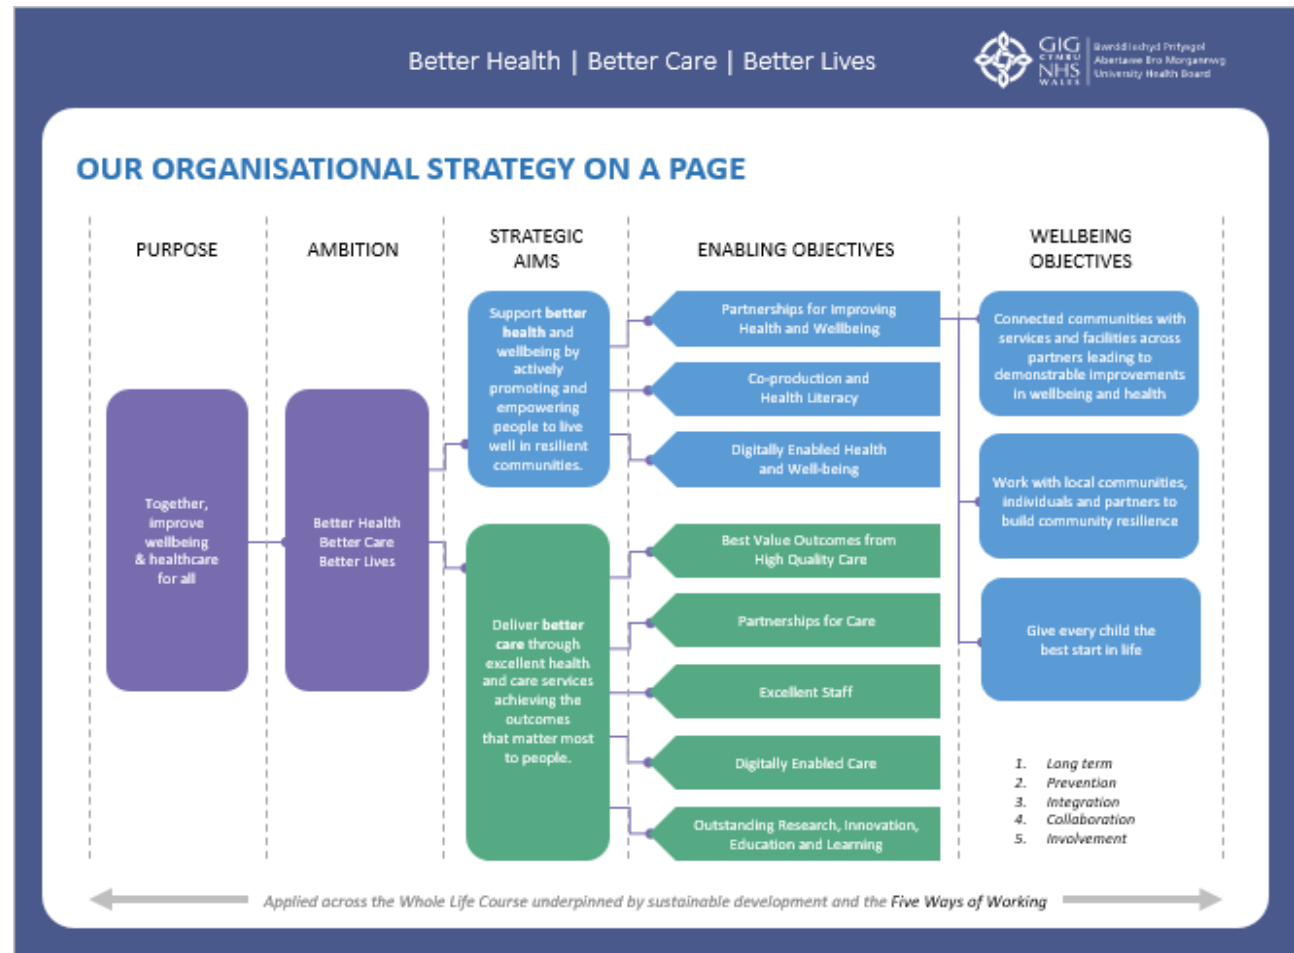 Better Health | Better Care | Better Lives
GIG
CYMRU
NHS
WALES
Bwrdd Iechyd Prifysgol
Abertawe Bro Morgannwg
University Health Board
OUR ORGANISATIONAL STRATEGY ON A PAGE
PURPOSE
AMBITION
STRATEGIC
AIMS
ENABLING OBJECTIVES
WELLBEING
OBJECTIVES
Together,
improve
wellbeing
& healthcare
for all
Better Health
Better Care
Better Lives
Support better
health and
wellbeing by
actively
promoting and
empowering
people to live
well in resilient
communities.
Deliver better
care through
excellent health
and care services
achieving the
outcomes
that matter most
to people.
Partnerships for Improving
Health and Wellbeing
Co-production and
Health Literacy
Digitally Enabled Health
and Well-being
Best Value Outcomes from
High Quality Care
Partnerships for Care
Excellent Staff
Digitally Enabled Care
Outstanding Research, Innovation,
Education and Learning
Connected communities with
services and facilities across
partners leading to
demonstrable improvements
in wellbeing and health
Work with local communities,
individuals and partners to
build community resilience
Give every child the
best start in life
1. Long term
2. Prevention
3. Integration
4. Collaboration
5. Involvement
Applied across the Whole Life Course underpinned by sustainable development and the Five Ways of Working